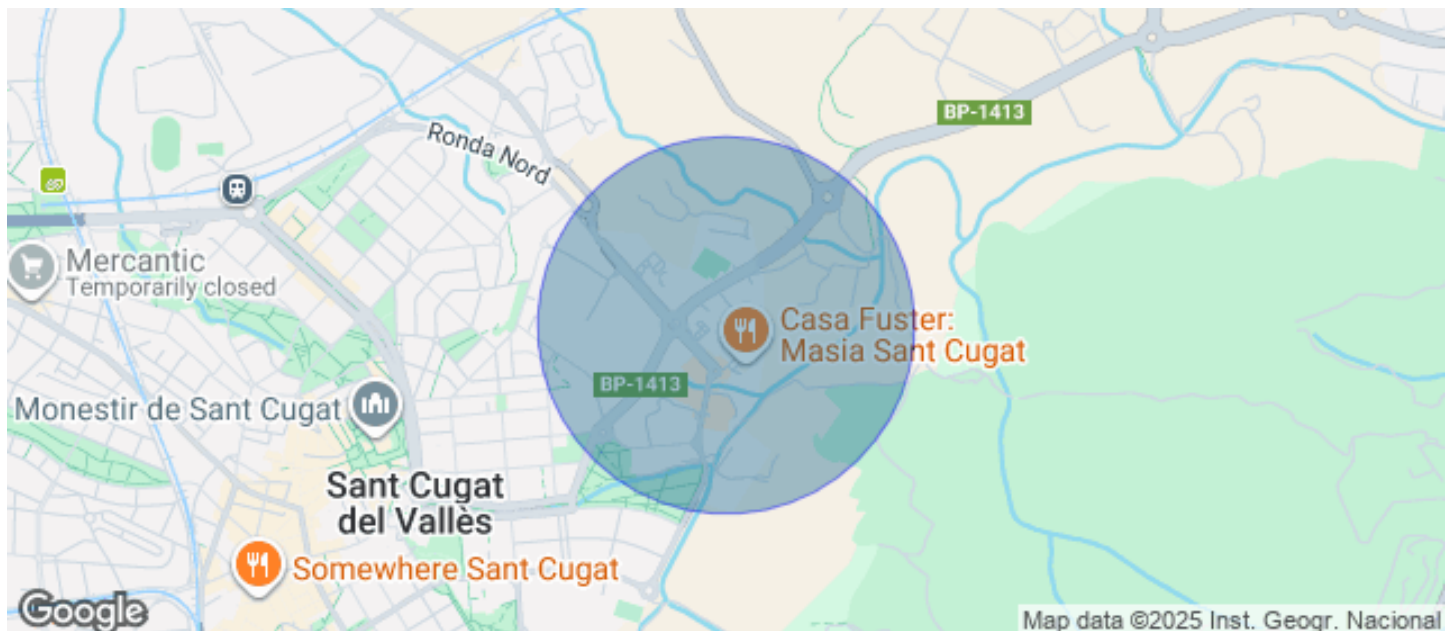 BP-1413
Ronda Nord
Mercantic
Temporarily closed
Casa Fuster:
Masia Sant Cugat
BP-1413
Monestir de Sant Cugat
Sant Cugat
del Vallès
Somewhere Sant Cugat
Google
Map data ©2025 Inst. Geogr. Nacional